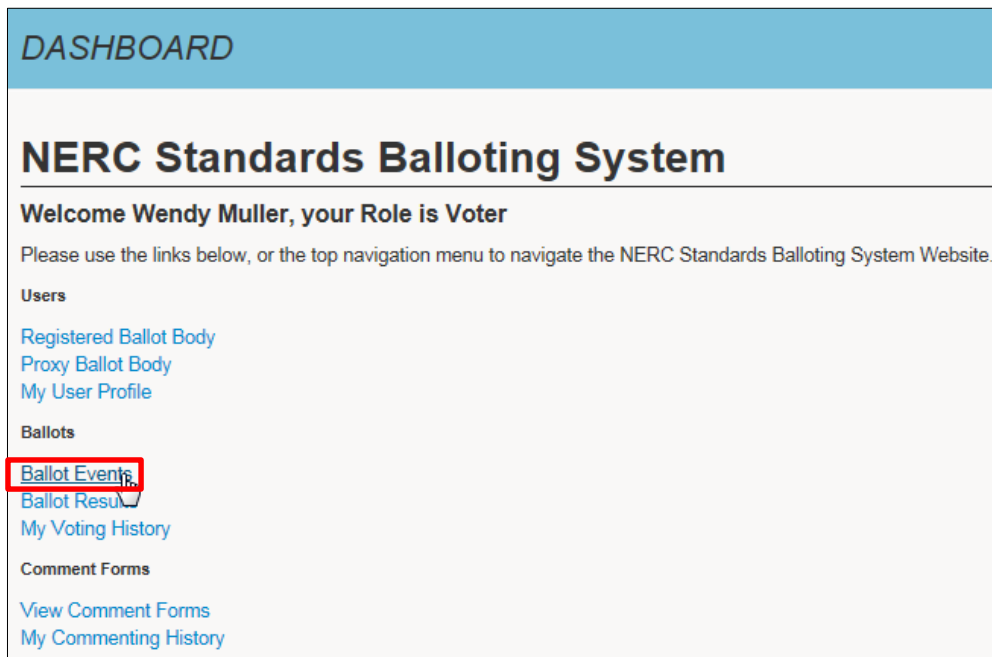 DASHBOARD
NERC Standards Balloting System
Welcome Wendy Muller, your Role is Voter
Please use the links below, or the top navigation menu to navigate the NERC Standards Balloting System Website.
Users
Registered Ballot Body
Proxy Ballot Body
My User Profile
Ballots
Ballot Events
Ballot Results
My Voting History
Comment Forms
View Comment Forms
My Commenting History